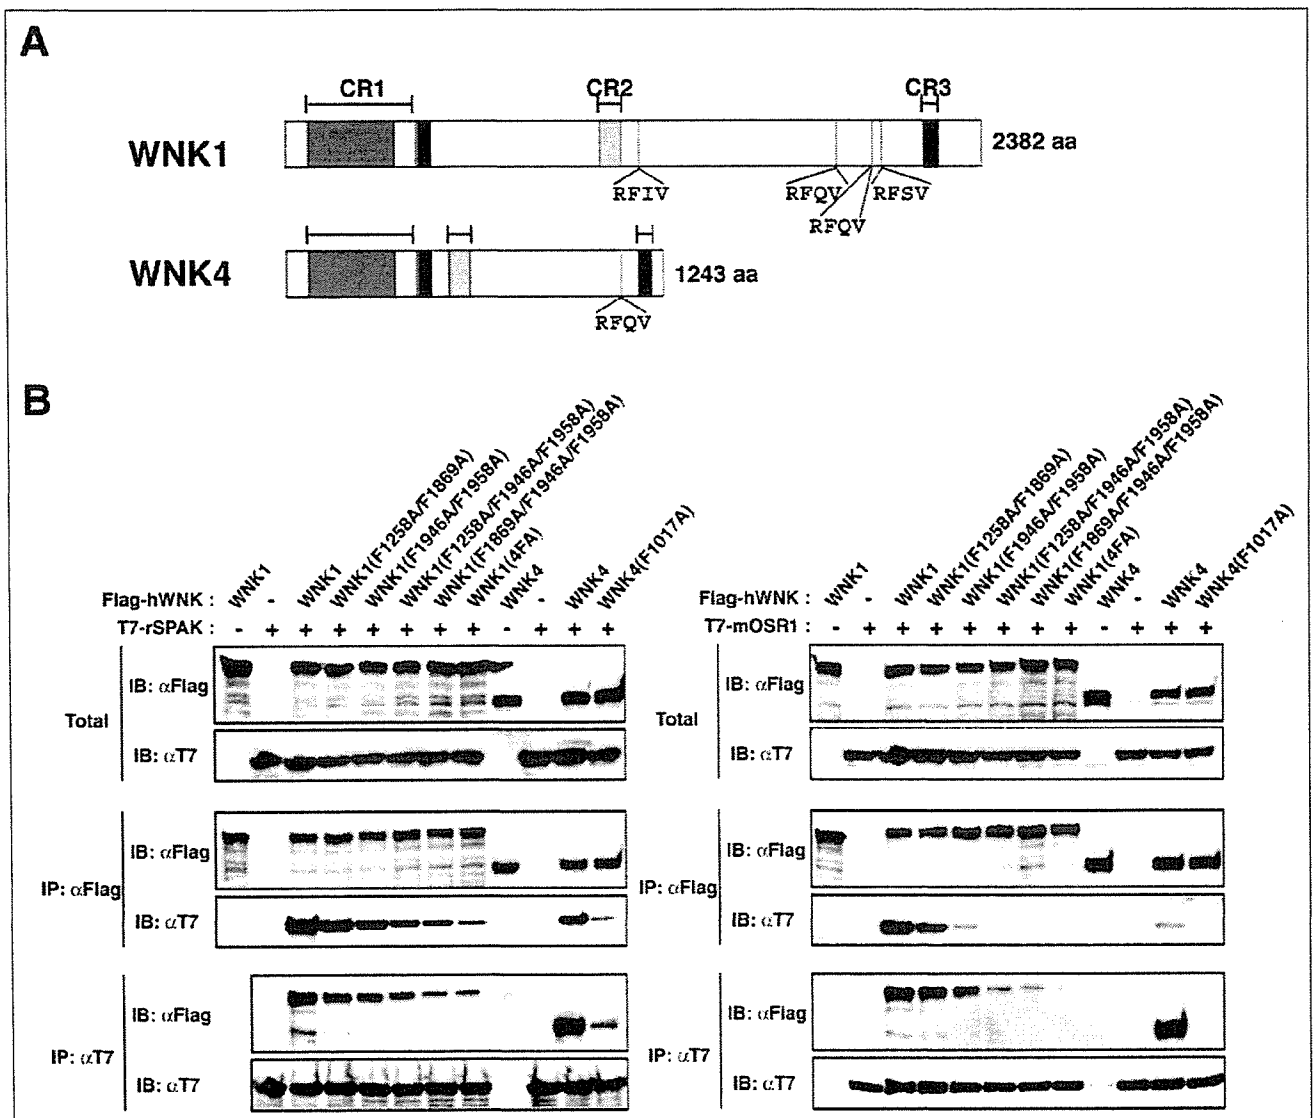 A
CR1 CR2 CR3
WNK1
2382 aa
RFIV RFQV RFSV
RFQV
WNK4
1243 aa
RFQV
B
WNK1
-
WNK1
WNK1(F1258A/F1869A)
WNK1(F1946A/F1958A)
WNK1(F1258A/F1946A/F1958A)
WNK1(F1869A/F1946A/F1958A)
WNK1(4FA)
WNK4
-
WNK4
WNK4(F1017A)
Flag-hWNK :
T7-rSPAK : - + + + + + + + - + + +
Total
IB: αFlag
IB: αT7
IP: αFlag
IB: αFlag
IB: αT7
IP: αT7
IB: αFlag
IB: αT7
WNK1
-
WNK1
WNK1(F1258A/F1869A)
WNK1(F1946A/F1958A)
WNK1(F1258A/F1946A/F1958A)
WNK1(F1869A/F1946A/F1958A)
WNK1(4FA)
WNK4
-
WNK4
WNK4(F1017A)
Flag-hWNK :
T7-mOSR1 : - + + + + + + + - + + +
Total
IB: αFlag
IB: αT7
IP: αFlag
IB: αFlag
IB: αT7
IP: αT7
IB: αFlag
IB: αT7